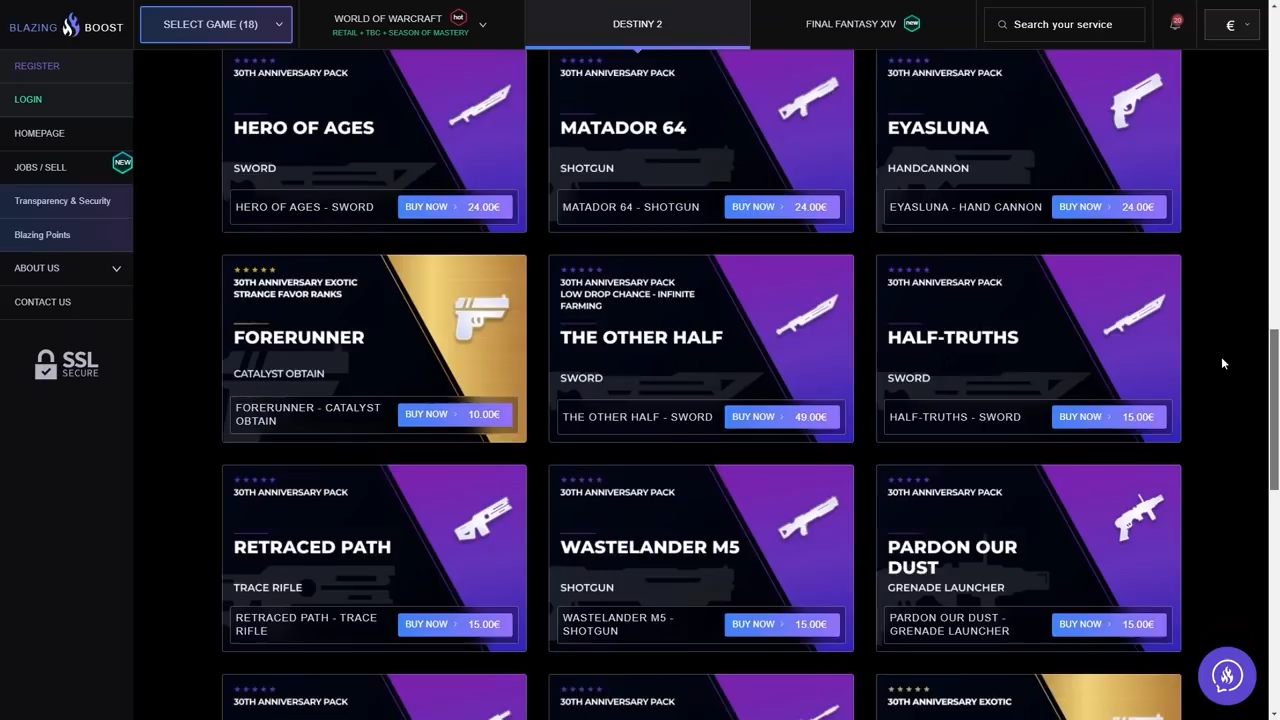 BLAZING BOOST
SELECT GAME (18)
WORLD OF WARCRAFT hot
RETAIL + TBC + SEASON OF MASTERY
DESTINY 2
FINAL FANTASY XIV new
Search your service
29
€
REGISTER
LOGIN
HOMEPAGE
JOBS / SELL NEW
Transparency & Security
Blazing Points
ABOUT US
CONTACT US
SSL
SECURE
30TH ANNIVERSARY PACK
HERO OF AGES
SWORD
HERO OF AGES - SWORD
BUY NOW 24.00€
30TH ANNIVERSARY PACK
MATADOR 64
SHOTGUN
MATADOR 64 - SHOTGUN
BUY NOW 24.00€
30TH ANNIVERSARY PACK
EYASLUNA
HANDCANNON
EYASLUNA - HAND CANNON
BUY NOW 24.00€
30TH ANNIVERSARY EXOTIC
STRANGE FAVOR RANKS
FORERUNNER
CATALYST OBTAIN
FORERUNNER - CATALYST
OBTAIN
BUY NOW 10.00€
30TH ANNIVERSARY PACK
LOW DROP CHANCE - INFINITE
FARMING
THE OTHER HALF
SWORD
THE OTHER HALF - SWORD
BUY NOW 49.00€
30TH ANNIVERSARY PACK
HALF-TRUTHS
SWORD
HALF-TRUTHS - SWORD
BUY NOW 15.00€
30TH ANNIVERSARY PACK
RETRACED PATH
TRACE RIFLE
RETRACED PATH - TRACE
RIFLE
BUY NOW 15.00€
30TH ANNIVERSARY PACK
WASTELANDER M5
SHOTGUN
WASTELANDER M5 -
SHOTGUN
BUY NOW 15.00€
30TH ANNIVERSARY PACK
PARDON OUR
DUST
GRENADE LAUNCHER
PARDON OUR DUST -
GRENADE LAUNCHER
BUY NOW 15.00€
30TH ANNIVERSARY PACK
30TH ANNIVERSARY PACK
30TH ANNIVERSARY EXOTIC